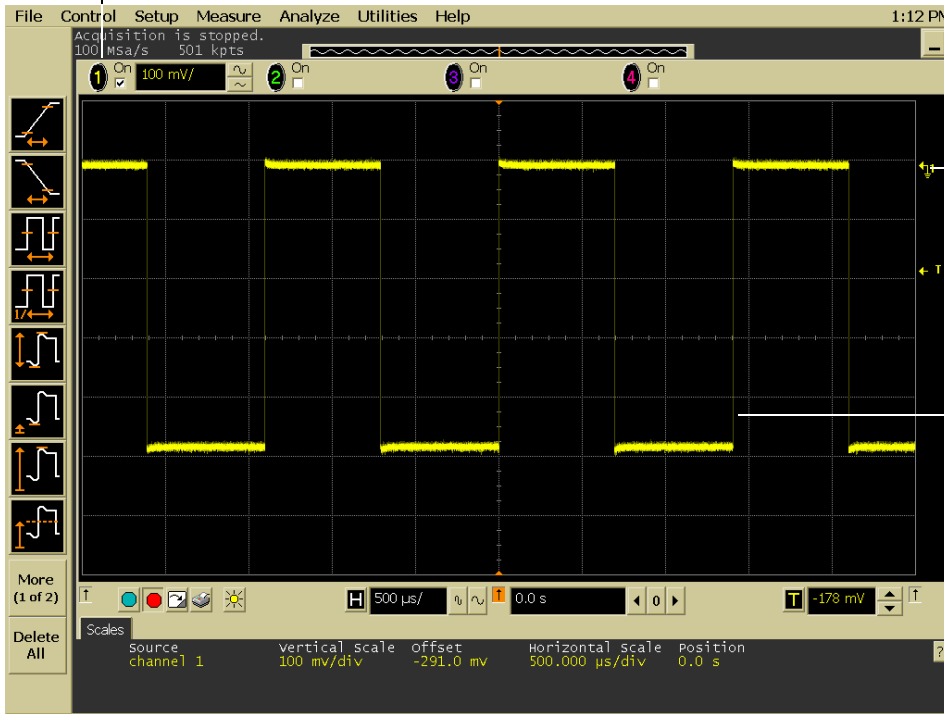 File Control Setup Measure Analyze Utilities Help 1:12 PM
Acquisition is stopped.
100 MSa/s 501 kpts
1 On 100 mV/ 2 On 3 On 4 On
T
1/
More
(1 of 2)
H 500 µs/ 0.0 s 0 T -178 mV
Delete
All
Scales
Source Vertical Scale Offset Horizontal Scale Position
channel 1 100 mV/div -291.0 mV 500.000 µs/div 0.0 s
?